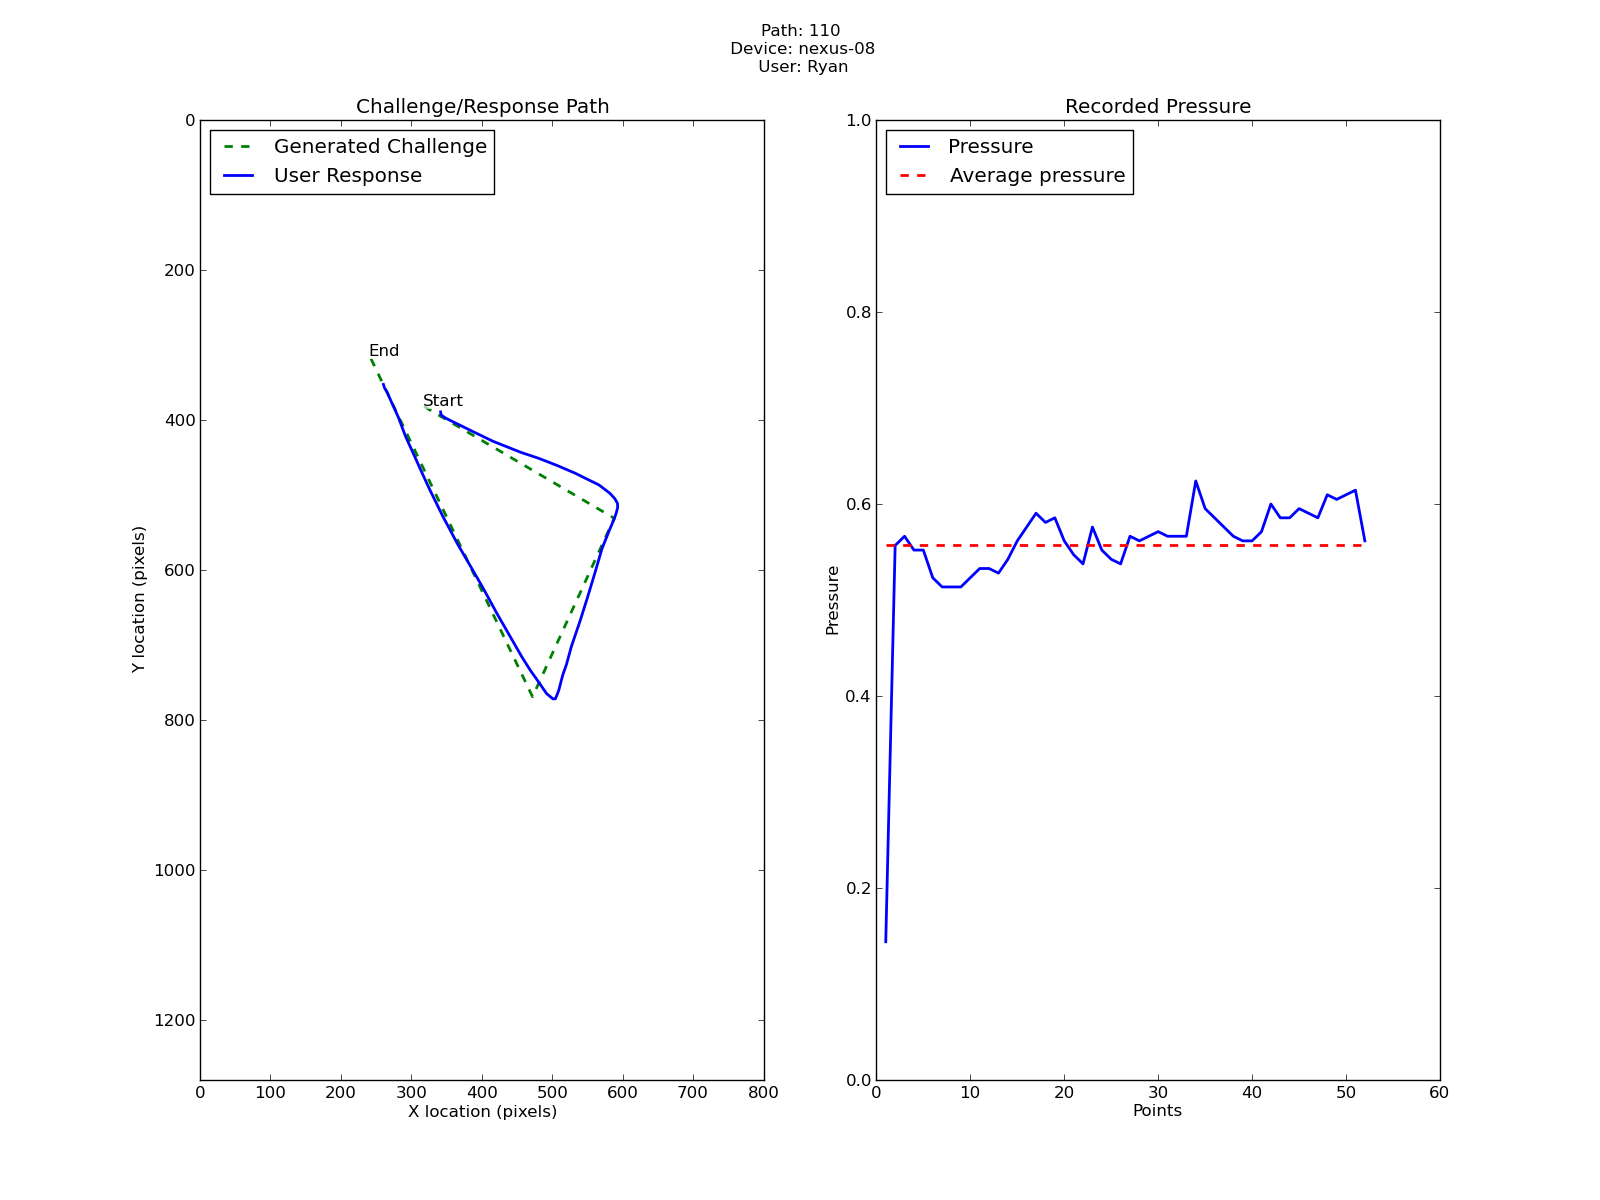 Path: 110
Device: nexus-08
User: Ryan
Challenge/Response Path
Generated Challenge
User Response
End
Start
0
200
400
600
800
1000
1200
Y location (pixels)
0 100 200 300 400 500 600 700 800
X location (pixels)
Recorded Pressure
Pressure
Average pressure
1.0
0.8
0.6
0.4
0.2
0.0
Pressure
0 10 20 30 40 50 60
Points